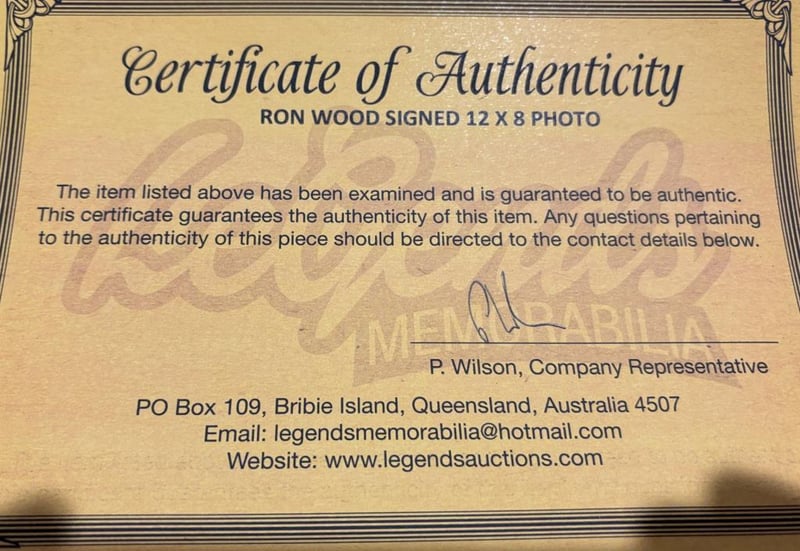 Certificate of Authenticity
RON WOOD SIGNED 12 X 8 PHOTO
Legends
MEMORABILIA
The item listed above has been examined and is guaranteed to be authentic.
This certificate guarantees the authenticity of this item. Any questions pertaining
to the authenticity of this piece should be directed to the contact details below.
P. Wilson, Company Representative
PO Box 109, Bribie Island, Queensland, Australia 4507
Email: legendsmemorabilia@hotmail.com
Website: www.legendsauctions.com